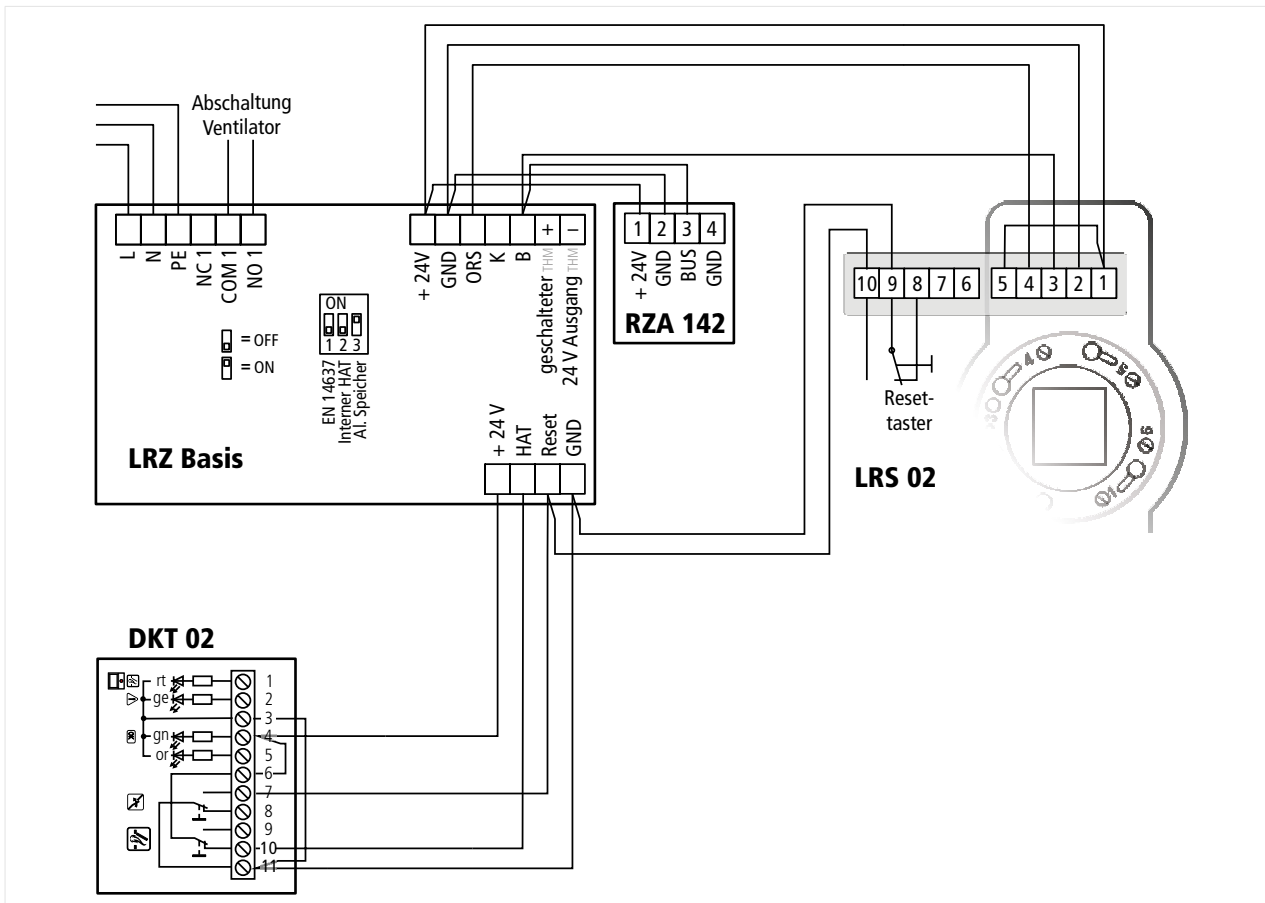 Abschaltung
Ventilator
L
N
PE
NC 1
COM 1
NO 1
+ 24V
GND
ORS
K
B
+
−
geschalteter THM
24 V Ausgang THM
ON
1 2 3
EN 14637
Interner HAT
Al. Speicher
= OFF
= ON
+ 24 V
HAT
Reset
GND
LRZ Basis
1 2 3 4
+ 24V
GND
BUS
GND
RZA 142
10 9 8 7 6
5 4 3 2 1
Reset-
taster
LRS 02
4
5
6
1
DKT 02
rt 1
ge 2
3
gn 4
or 5
6
7
8
9
10
11